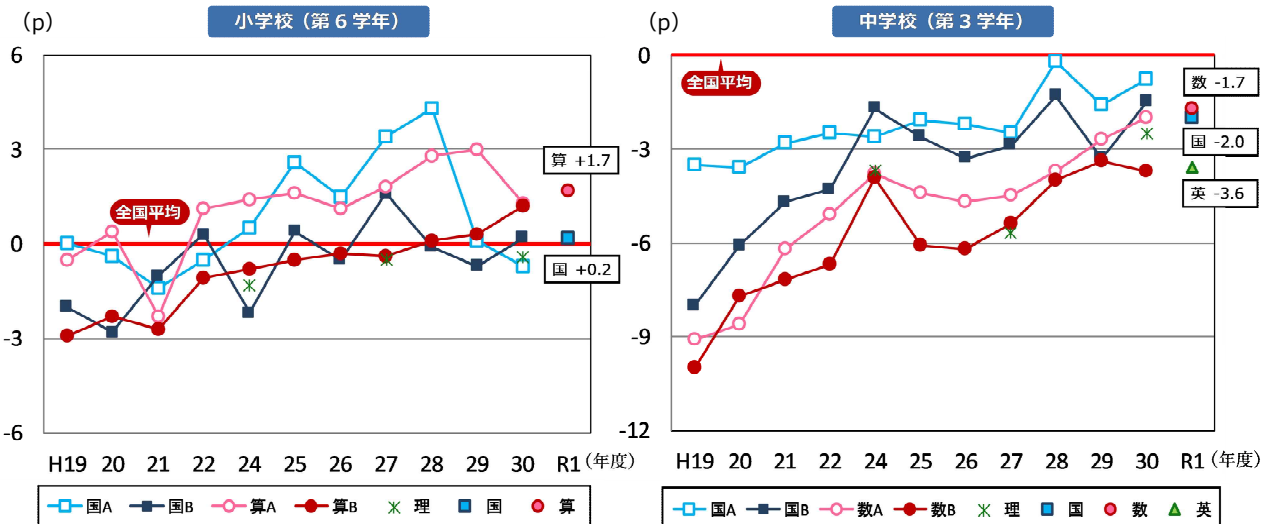 (p)
小学校（第6学年）
6
3
0
-3
-6
全国平均
算 +1.7
国 +0.2
H19 20 21 22 24 25 26 27 28 29 30 R1 (年度)
国A 国B 算A 算B 理 国 算
(p)
中学校（第3学年）
0
-3
-6
-9
-12
全国平均
数 -1.7
国 -2.0
英 -3.6
H19 20 21 22 24 25 26 27 28 29 30 R1 (年度)
国A 国B 数A 数B 理 国 数 英